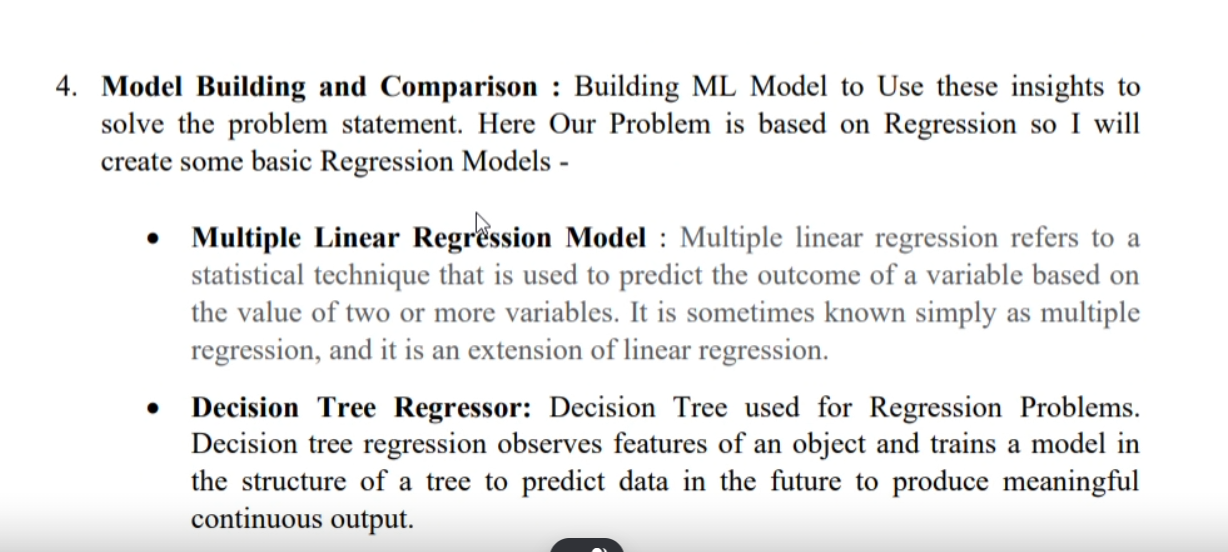 4. Model Building and Comparison : Building ML Model to Use these insights to
solve the problem statement. Here Our Problem is based on Regression so I will
create some basic Regression Models -
• Multiple Linear Regression Model : Multiple linear regression refers to a
statistical technique that is used to predict the outcome of a variable based on
the value of two or more variables. It is sometimes known simply as multiple
regression, and it is an extension of linear regression.
• Decision Tree Regressor: Decision Tree used for Regression Problems.
Decision tree regression observes features of an object and trains a model in
the structure of a tree to predict data in the future to produce meaningful
continuous output.